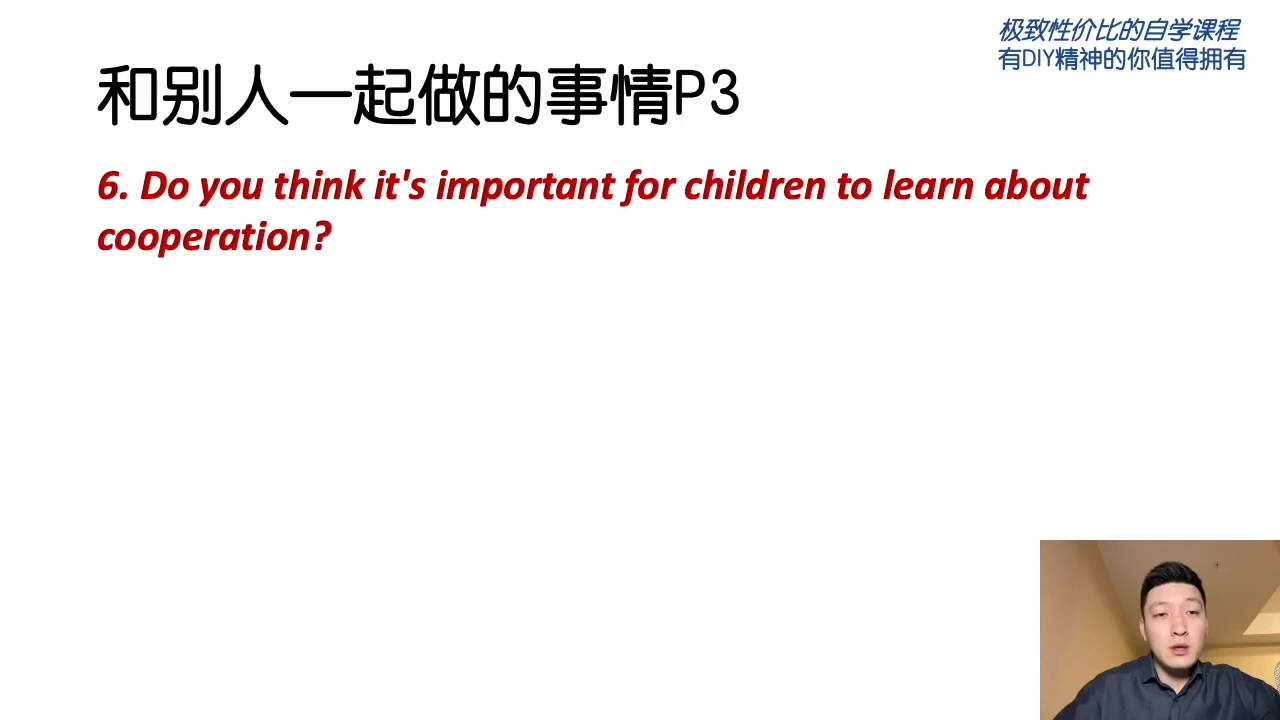 极致性价比的自学课程
有DIY精神的你值得拥有
和别人一起做的事情P3
6. Do you think it's important for children to learn about
cooperation?